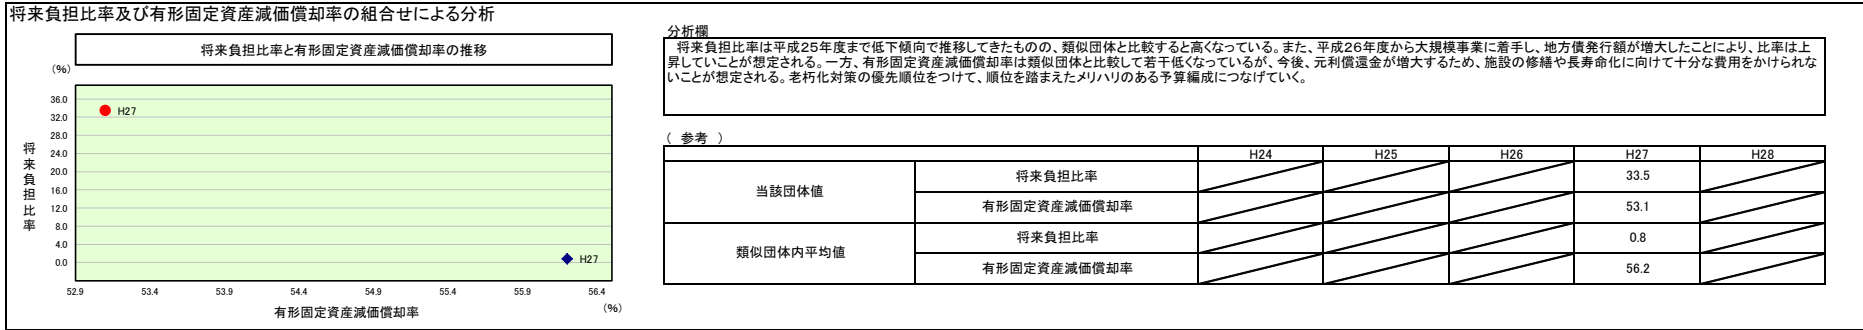 将来負担比率及び有形固定資産減価償却率の組合せによる分析
将来負担比率と有形固定資産減価償却率の推移
(%)
36.0
32.0
28.0
24.0
20.0
16.0
12.0
8.0
4.0
0.0
将来負担比率
H27
H27
52.9 53.4 53.9 54.4 54.9 55.4 55.9 56.4
有形固定資産減価償却率
(%)
分析欄
将来負担比率は平成25年度まで低下傾向で推移してきたものの、類似団体と比較すると高くなっている。また、平成26年度から大規模事業に着手し、地方債発行額が増大したことにより、比率は上
昇していことが想定される。一方、有形固定資産減価償却率は類似団体と比較して若干低くなっているが、今後、元利償還金が増大するため、施設の修繕や長寿命化に向けて十分な費用をかけられな
いことが想定される。老朽化対策の優先順位をつけて、順位を踏まえたメリハリのある予算編成につなげていく。
( 参考 )
H24 H25 H26 H27 H28
当該団体値
将来負担比率 33.5
有形固定資産減価償却率 53.1
類似団体内平均値
将来負担比率 0.8
有形固定資産減価償却率 56.2